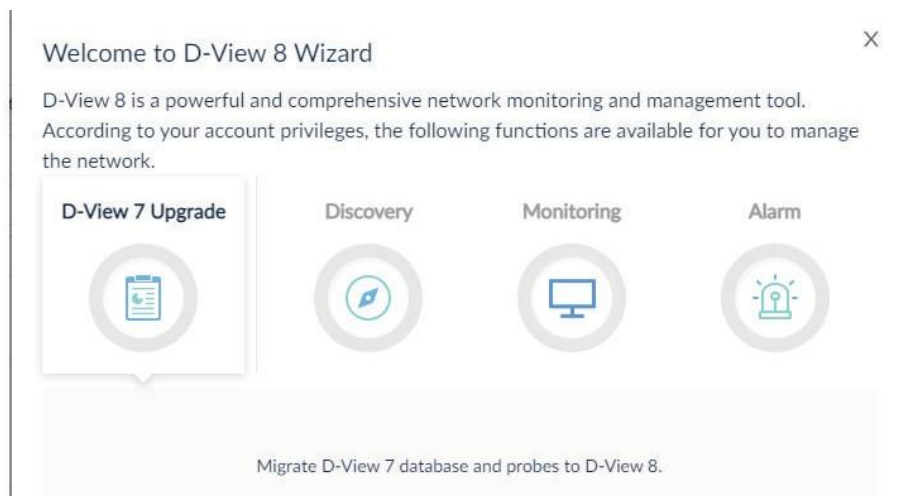 X
Welcome to D-View 8 Wizard
D-View 8 is a powerful and comprehensive network monitoring and management tool.
According to your account privileges, the following functions are available for you to manage
the network.
D-View 7 Upgrade
Discovery
Monitoring
Alarm
Migrate D-View 7 database and probes to D-View 8.